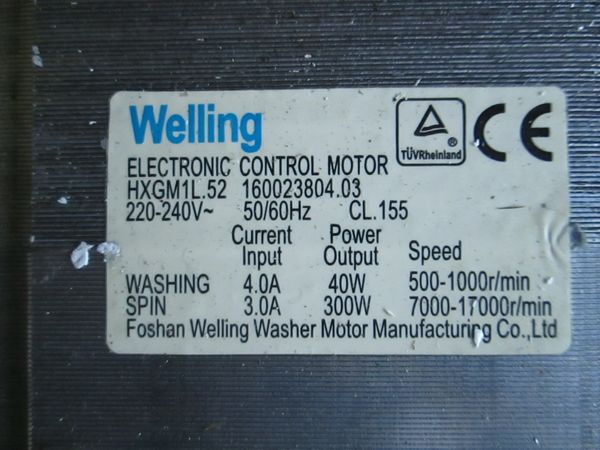 Welling
TÜVRheinland
CE
ELECTRONIC CONTROL MOTOR
HXGM1L.52 160023804.03
220-240V~ 50/60Hz CL.155
Current Power
Input Output Speed
WASHING 4.0A 40W 500-1000r/min
SPIN 3.0A 300W 7000-17000r/min
Foshan Welling Washer Motor Manufacturing Co.,Ltd